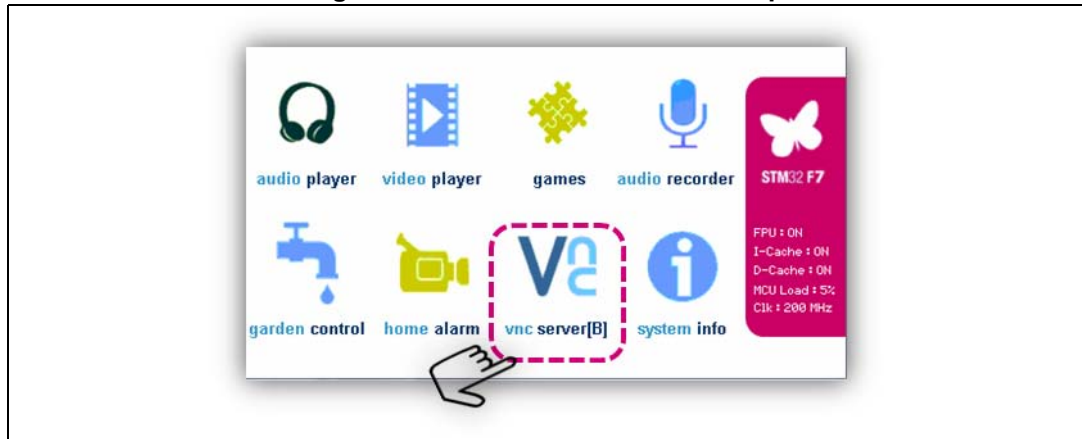 audio player
video player
games
audio recorder
STM32 F7
FPU : ON
I-Cache : ON
D-Cache : ON
MCU Load : 5%
Clk : 200 MHz
Vnc
garden control
home alarm
vnc server[B]
system info